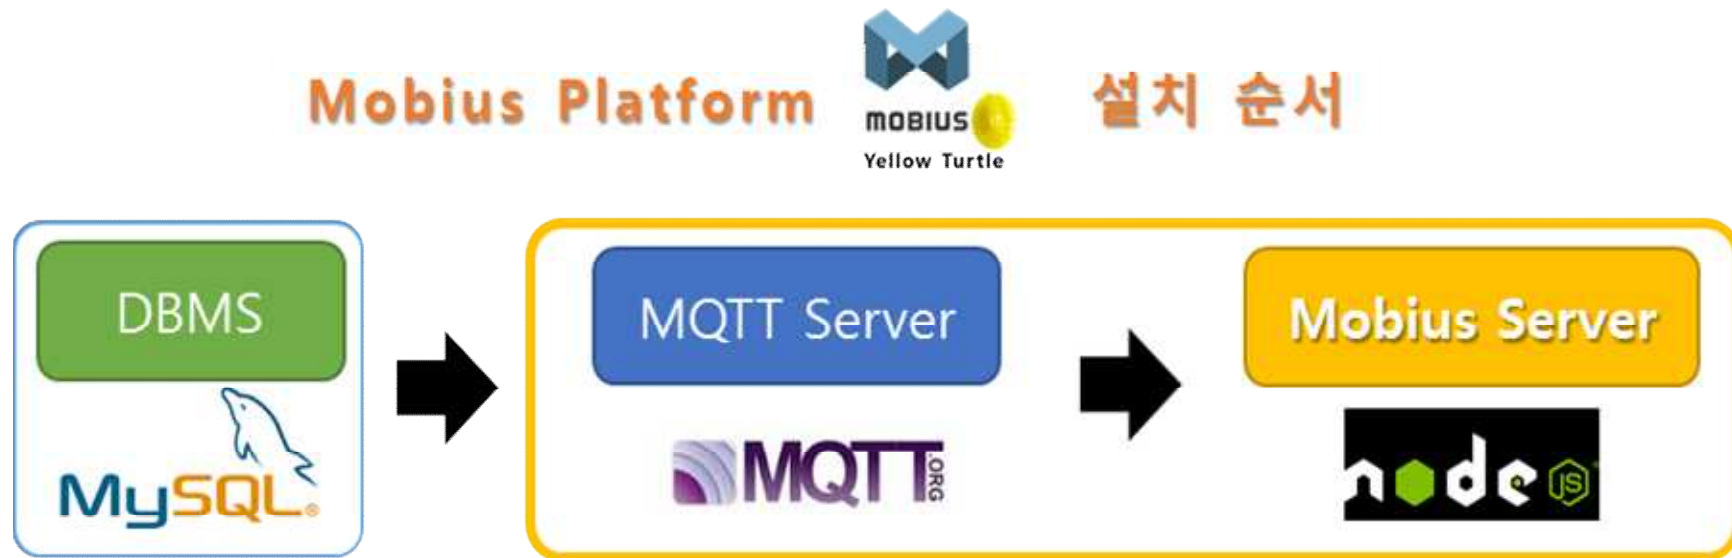 Mobius Platform
MOBIUS
Yellow Turtle
설치 순서
DBMS
MySQL®
MQTT Server
MQTT.ORG
Mobius Server
node
JS